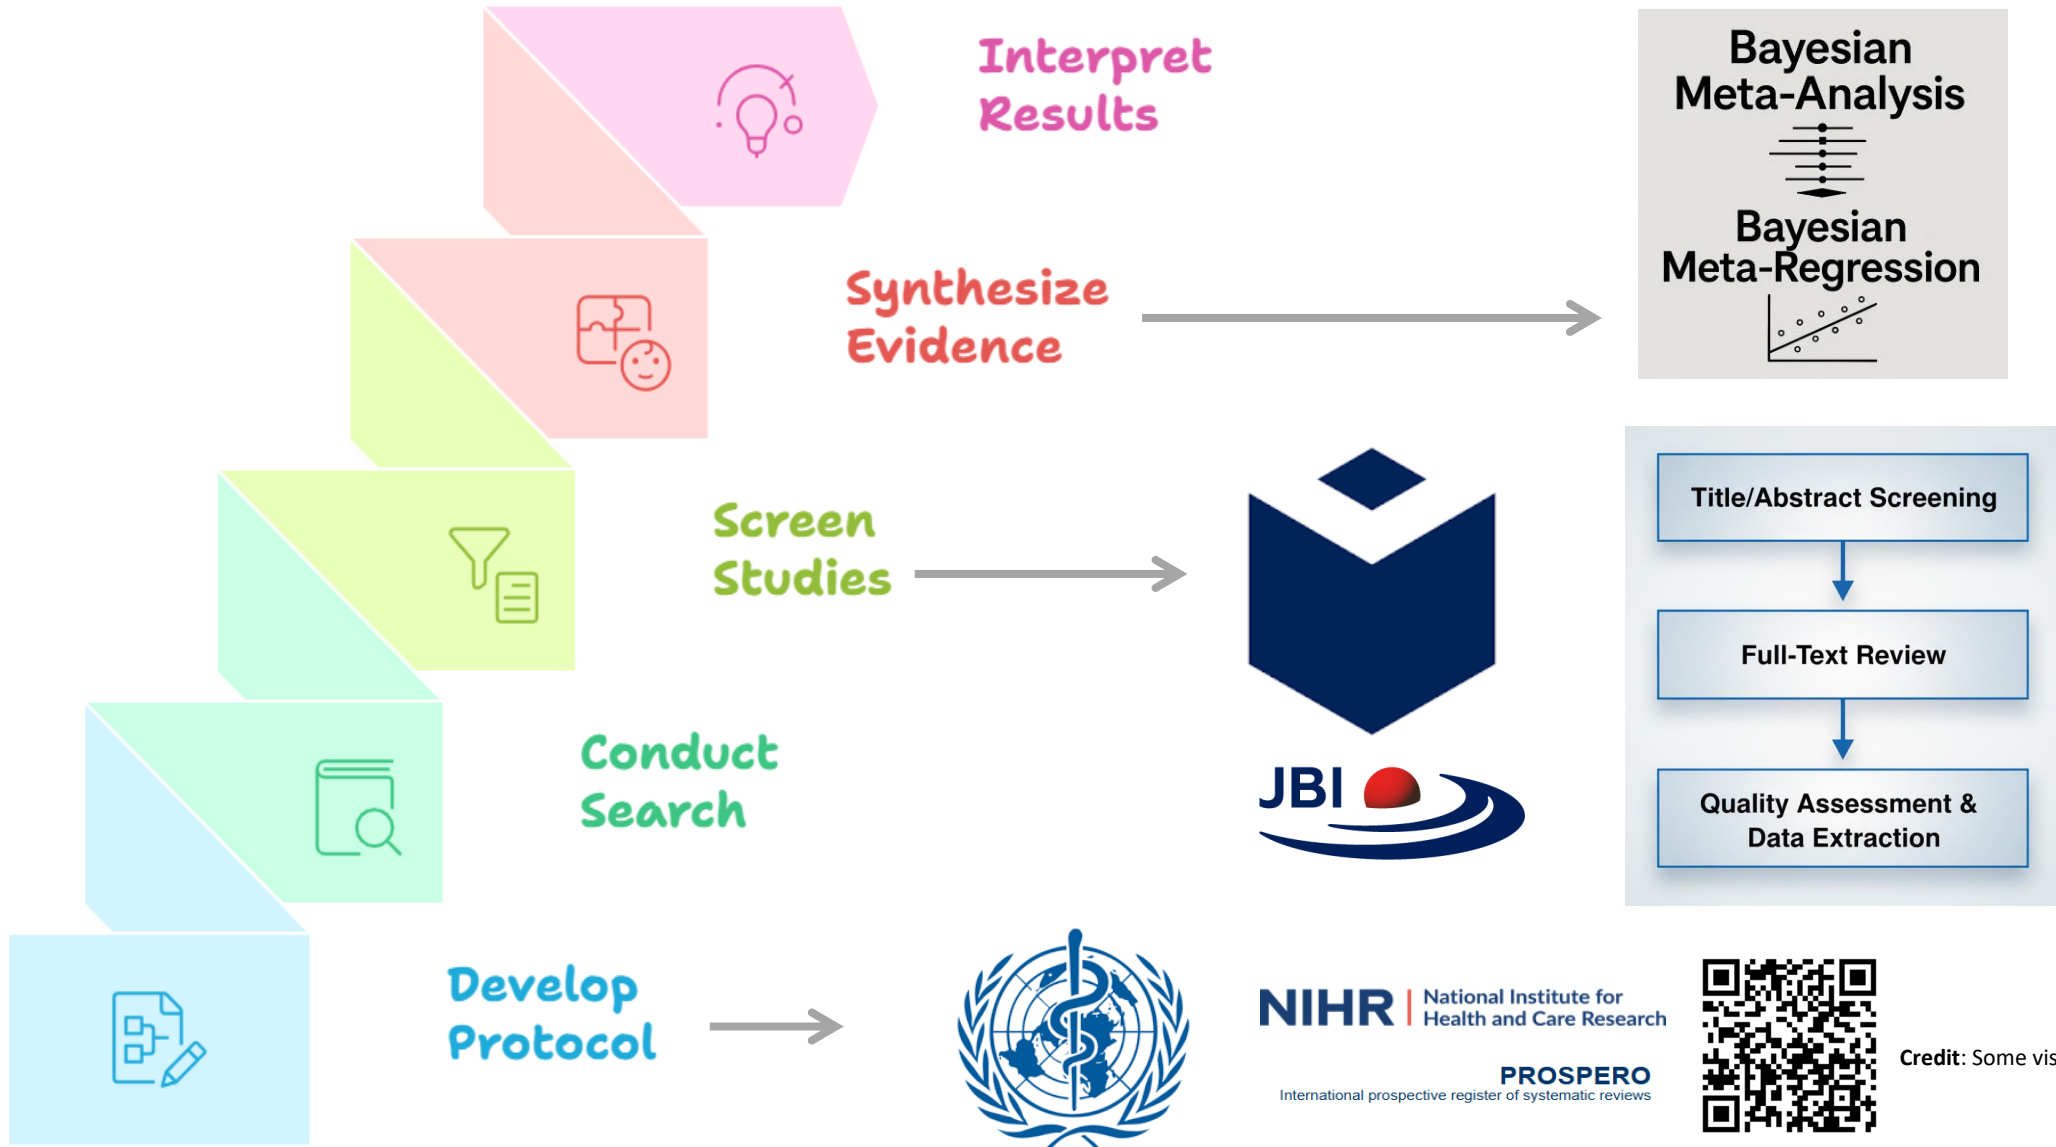 Interpret
Results
Bayesian
Meta-Analysis
Bayesian
Meta-Regression
Synthesize
Evidence
Screen
Studies
Title/Abstract Screening
Full-Text Review
Quality Assessment &
Data Extraction
JBI
Conduct
Search
Develop
Protocol
NIHR | National Institute for
Health and Care Research
PROSPERO
International prospective register of systematic reviews
Credit: Some vis